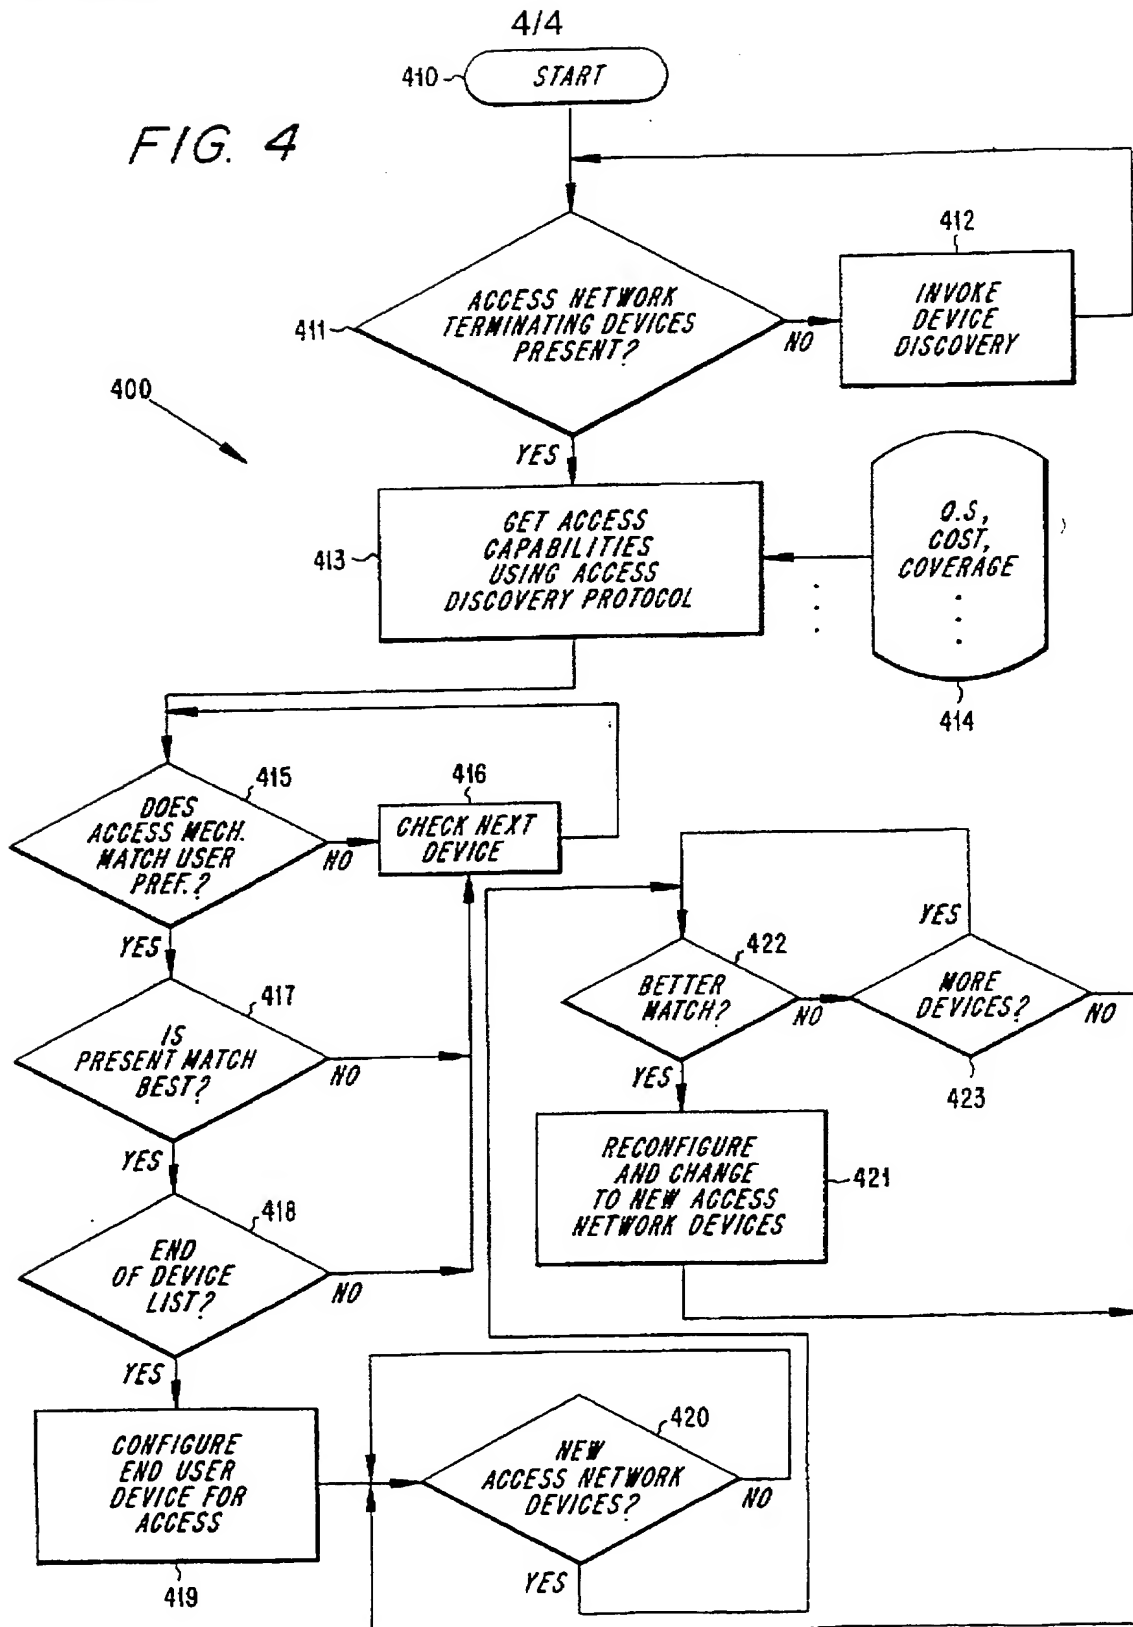 4/4
FIG. 4
410
START
411
ACCESS NETWORK
TERMINATING DEVICES
PRESENT?
NO
412
INVOKE
DEVICE
DISCOVERY
400
YES
413
GET ACCESS
CAPABILITIES
USING ACCESS
DISCOVERY PROTOCOL
Q.S,
COST,
COVERAGE
414
415
DOES
ACCESS MECH.
MATCH USER
PREF.?
NO
416
CHECK NEXT
DEVICE
YES
417
IS
PRESENT MATCH
BEST?
NO
YES
418
END
OF DEVICE
LIST?
NO
YES
CONFIGURE
END USER
DEVICE FOR
ACCESS
419
420
NEW
ACCESS NETWORK
DEVICES?
NO
YES
422
BETTER
MATCH?
NO
YES
YES
MORE
DEVICES?
NO
423
RECONFIGURE
AND CHANGE
TO NEW ACCESS
NETWORK DEVICES
421